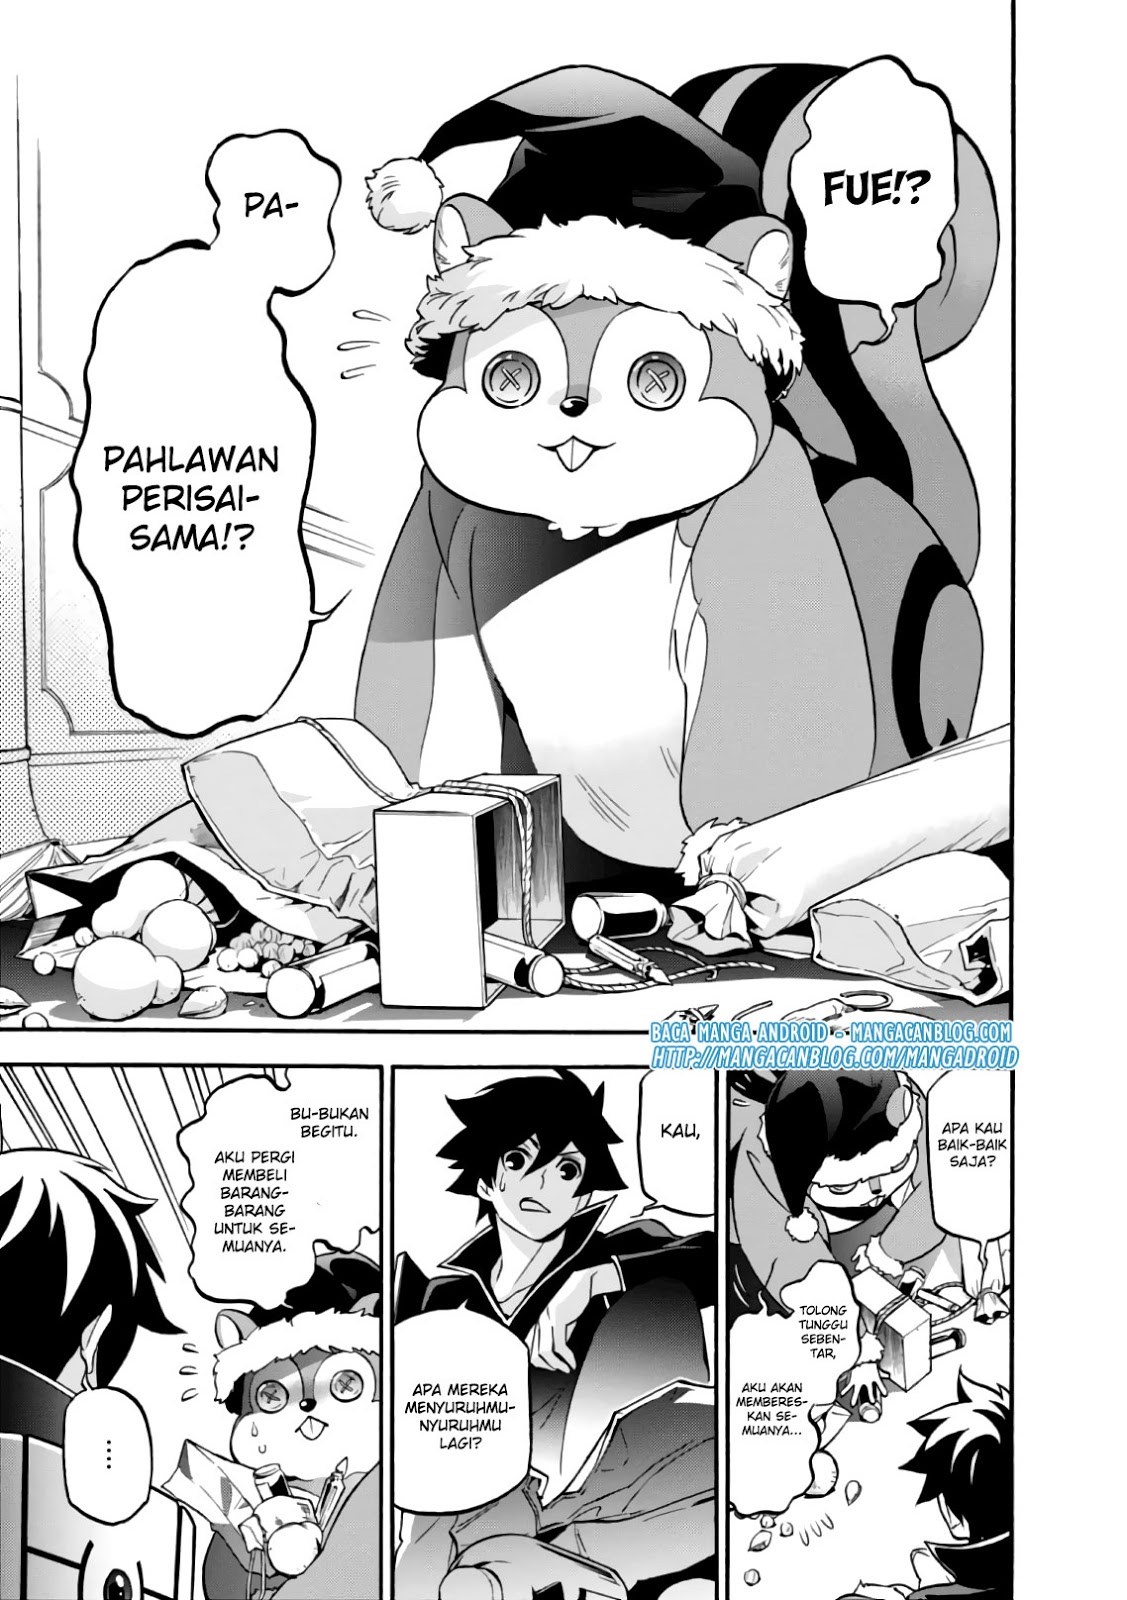 FUE!?
PA-
PAHLAWAN
PERISAI-
SAMA!?
BACA MANGA ANDROID - MANGACANBLOG.COM
HTTP://MANGACANBLOG.COM/MANGADROID
APA KAU
BAIK-BAIK
SAJA?
TOLONG
TUNGGU
SEBEN-
TAR,
AKU AKAN
MEMBERES-
KAN SE-
MUANYA...
KAU,
APA MEREKA
MENYURUHMU-
NYURUHMU
LAGI?
BU-BUKAN
BEGITU.
AKU PERGI
MEMBELI
BARANG-
BARANG
UNTUK SE-
MUANYA.
...